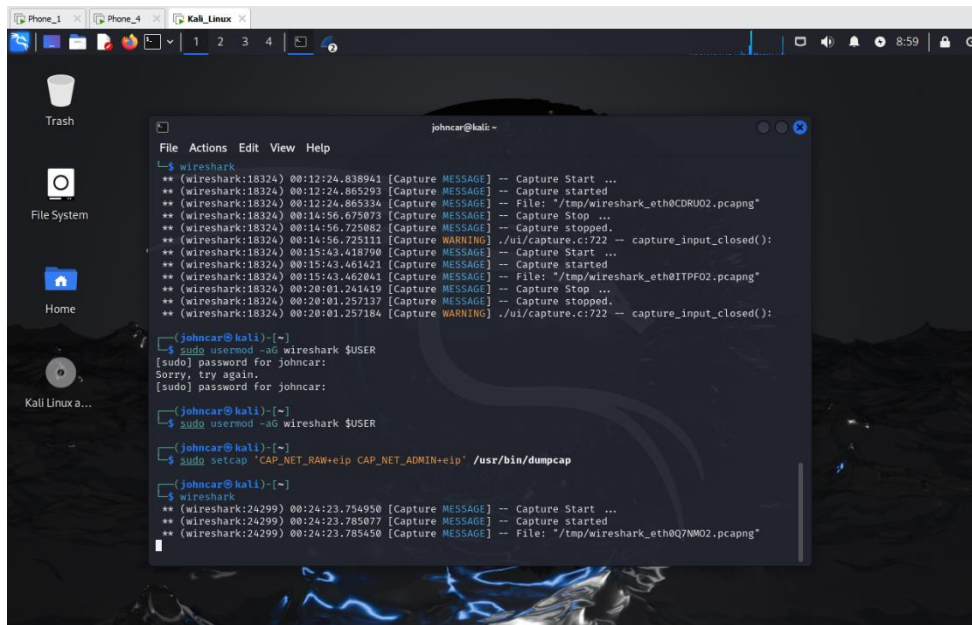 Phone_1 Phone_4 Kali_Linux
1 2 3 4 8:59
Trash
File System
Home
Kali Linux a...
johncar@kali: ~
File Actions Edit View Help
└─$ wireshark
** (wireshark:18324) 00:12:24.838941 [Capture MESSAGE] -- Capture Start ...
** (wireshark:18324) 00:12:24.865293 [Capture MESSAGE] -- Capture started
** (wireshark:18324) 00:12:24.865334 [Capture MESSAGE] -- File: "/tmp/wireshark_eth0CDRUO2.pcapng"
** (wireshark:18324) 00:14:56.675073 [Capture MESSAGE] -- Capture Stop ...
** (wireshark:18324) 00:14:56.725082 [Capture MESSAGE] -- Capture stopped.
** (wireshark:18324) 00:14:56.725111 [Capture WARNING] ./ui/capture.c:722 -- capture_input_closed():
** (wireshark:18324) 00:15:43.418790 [Capture MESSAGE] -- Capture Start ...
** (wireshark:18324) 00:15:43.461421 [Capture MESSAGE] -- Capture started
** (wireshark:18324) 00:15:43.462041 [Capture MESSAGE] -- File: "/tmp/wireshark_eth0ITPFO2.pcapng"
** (wireshark:18324) 00:20:01.241419 [Capture MESSAGE] -- Capture Stop ...
** (wireshark:18324) 00:20:01.257137 [Capture MESSAGE] -- Capture stopped.
** (wireshark:18324) 00:20:01.257184 [Capture WARNING] ./ui/capture.c:722 -- capture_input_closed():
┌──(johncar㉿kali)-[~]
└─$ sudo usermod -aG wireshark $USER
[sudo] password for johncar:
Sorry, try again.
[sudo] password for johncar:
┌──(johncar㉿kali)-[~]
└─$ sudo usermod -aG wireshark $USER
┌──(johncar㉿kali)-[~]
└─$ sudo setcap 'CAP_NET_RAW+eip CAP_NET_ADMIN+eip' /usr/bin/dumpcap
┌──(johncar㉿kali)-[~]
└─$ wireshark
** (wireshark:24299) 00:24:23.754950 [Capture MESSAGE] -- Capture Start ...
** (wireshark:24299) 00:24:23.785077 [Capture MESSAGE] -- Capture started
** (wireshark:24299) 00:24:23.785450 [Capture MESSAGE] -- File: "/tmp/wireshark_eth0Q7NMO2.pcapng"